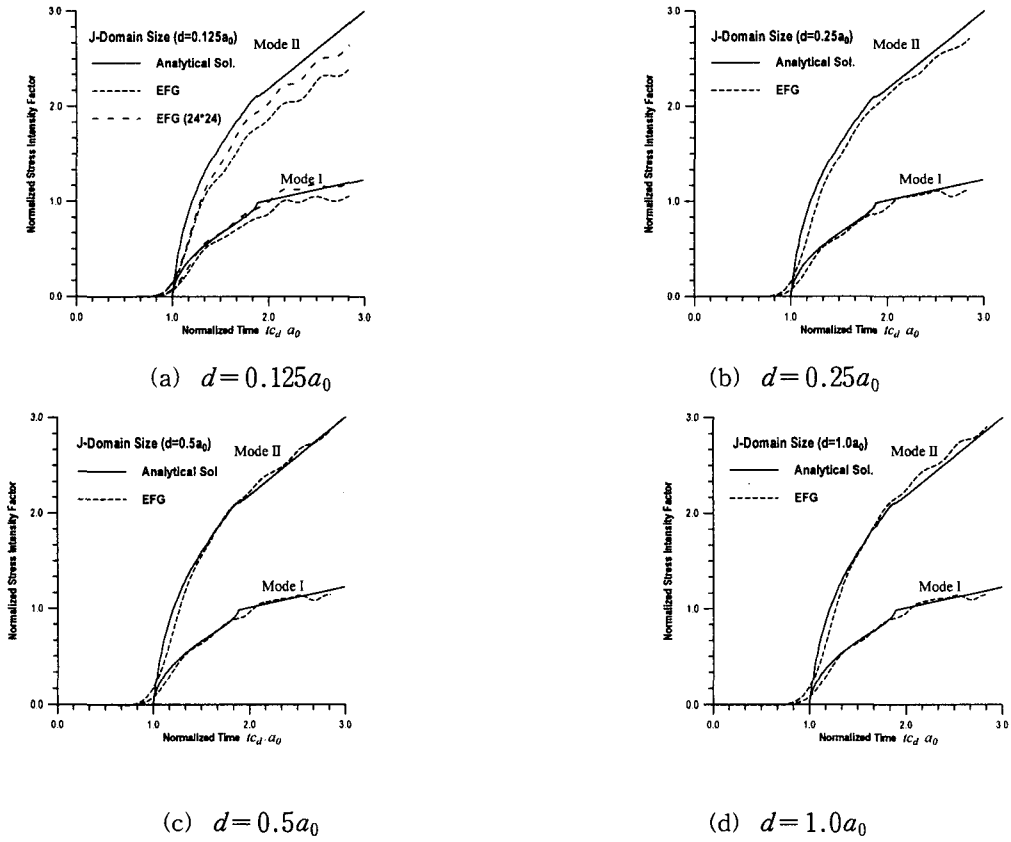 3.0
J-Domain Size (d=0.125a₀)
Mode II
Analytical Sol.
EFG
EFG (24*24)
2.0
Mode I
1.0
0.0
Normalized Stress Intensity Factor
0.0 1.0 2.0 3.0
Normalized Time tc_d a₀
(a) d=0.125a₀
3.0
J-Domain Size (d=0.25a₀)
Mode II
Analytical Sol.
EFG
2.0
Mode I
1.0
0.0
Normalized Stress Intensity Factor
0.0 1.0 2.0 3.0
Normalized Time tc_d a₀
(b) d=0.25a₀
3.0
J-Domain Size (d=0.5a₀)
Mode II
Analytical Sol
EFG
2.0
Mode I
1.0
0.0
Normalized Stress Intensity Factor
0.0 1.0 2.0 3.0
Normalized Time tc_d a₀
(c) d=0.5a₀
3.0
J-Domain Size (d=1.0a₀)
Mode II
Analytical Sol.
EFG
2.0
Mode I
1.0
0.0
Normalized Stress Intensity Factor
0.0 1.0 2.0 3.0
Normalized Time tc_d a₀
(d) d=1.0a₀